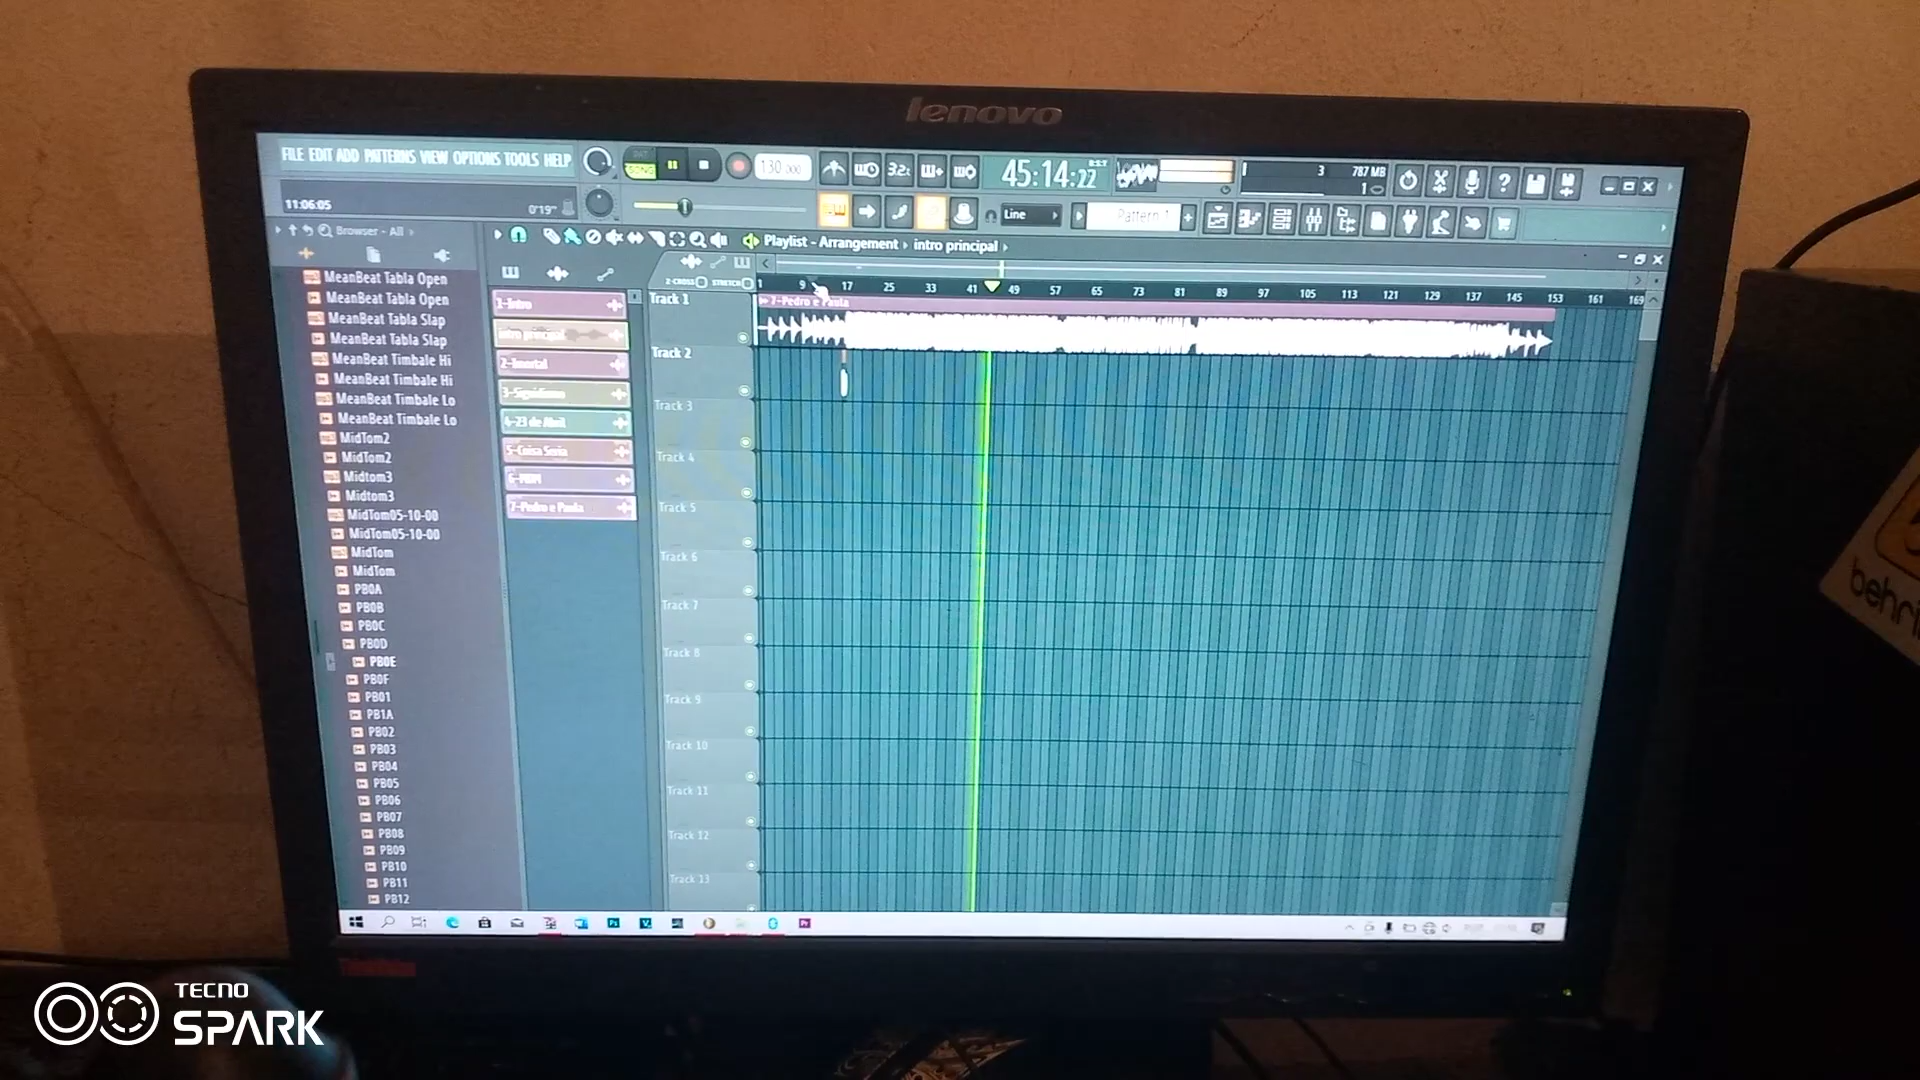 lenovo
FILE EDIT ADD PATTERNS VIEW OPTIONS TOOLS HELP
SONG
130.000
3.2.
45:14:22
3
787 MB
1
11:06:05
0'19"
Line
Pattern 1
Browser - All
Playlist - Arrangement › intro principal ›
Z-CROSS STRETCH
1 9 17 25 33 41 49 57 65 73 81 89 97 105 113 121 129 137 145 153 161 169
7-Pedro e Paula
MeanBeat Tabla Open
MeanBeat Tabla Open
MeanBeat Tabla Slap
MeanBeat Tabla Slap
MeanBeat Timbale Hi
MeanBeat Timbale Hi
MeanBeat Timbale Lo
MeanBeat Timbale Lo
MidTom2
MidTom2
Midtom3
Midtom3
MidTom05-10-00
MidTom05-10-00
MidTom
MidTom
PB0A
PB0B
PB0C
PB0D
PB0E
PB0F
PB01
PB1A
PB02
PB03
PB04
PB05
PB06
PB07
PB08
PB09
PB10
PB11
PB12
1-Intro
intro principal
2-Imortal
4-23 de Abril
5-Coisa Seria
7-Pedro e Paula
Track 1
Track 2
Track 3
Track 4
Track 5
Track 6
Track 7
Track 8
Track 9
Track 10
Track 11
Track 12
Track 13
TECNO
SPARK